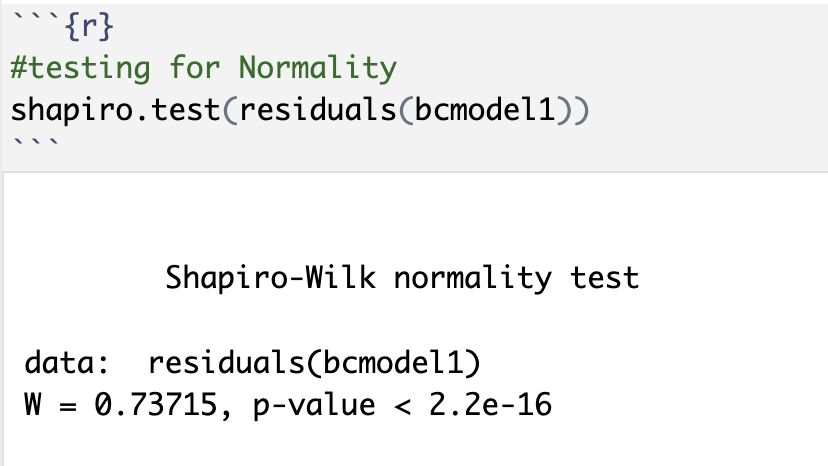 ```{r}
#testing for Normality
shapiro.test(residuals(bcmodel1))
```
Shapiro-Wilk normality test
data:  residuals(bcmodel1)
W = 0.73715, p-value < 2.2e-16